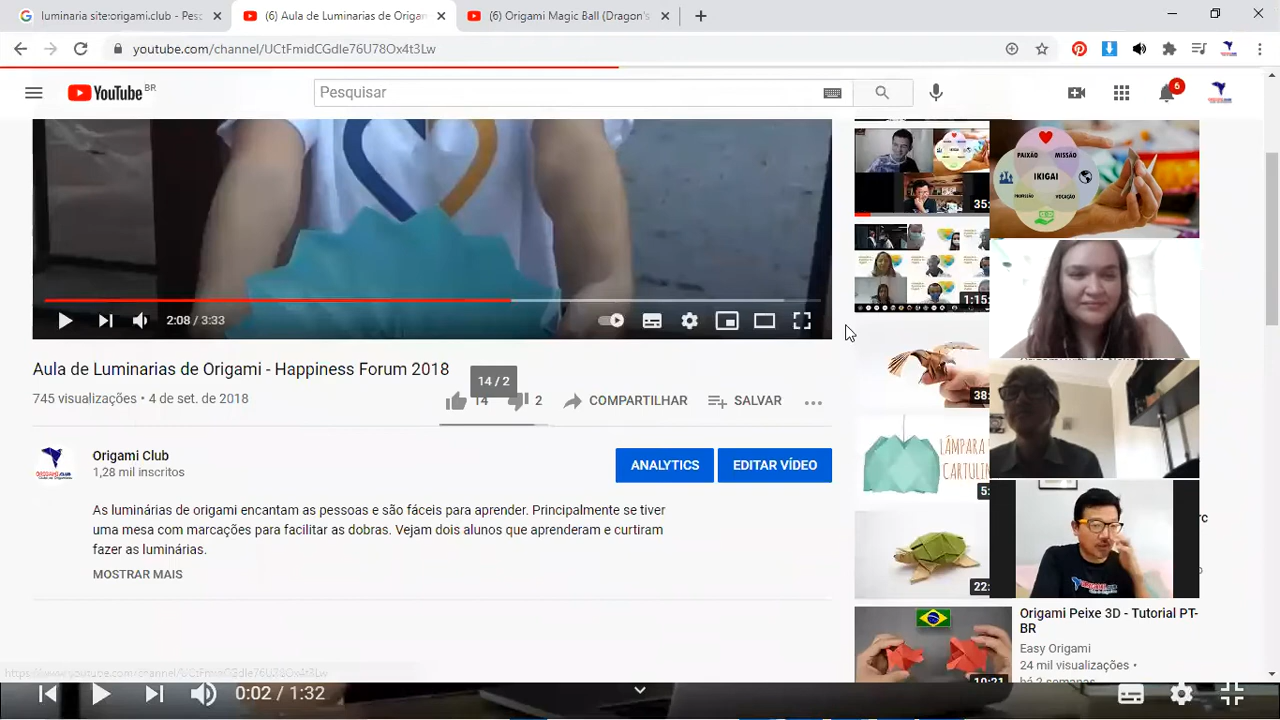 luminaria site:origami.club - Pesq
(6) Aula de Luminarias de Origam
(6) Origami Magic Ball (Dragon's
youtube.com/channel/UCtFmidCGdIe76U78Ox4t3Lw
YouTube BR
Pesquisar
6
PAIXÃO
MISSÃO
IKIGAI
PROFISSÃO
VOCAÇÃO
35:
1:15:
2:08 / 3:33
Aula de Luminarias de Origami - Happiness Forum 2018
14 / 2
745 visualizações • 4 de set. de 2018
14
2
COMPARTILHAR
SALVAR
38:
Origami Club
1,28 mil inscritos
ANALYTICS
EDITAR VÍDEO
LÁMPARA
CARTULIN
5:
As luminárias de origami encantam as pessoas e são fáceis para aprender. Principalmente se tiver
uma mesa com marcações para facilitar as dobras. Vejam dois alunos que aprenderam e curtiram
fazer as luminárias.
MOSTRAR MAIS
22:
Origami Peixe 3D - Tutorial PT-
BR
Easy Origami
24 mil visualizações •
há 2 semanas
10:21
0:02 / 1:32